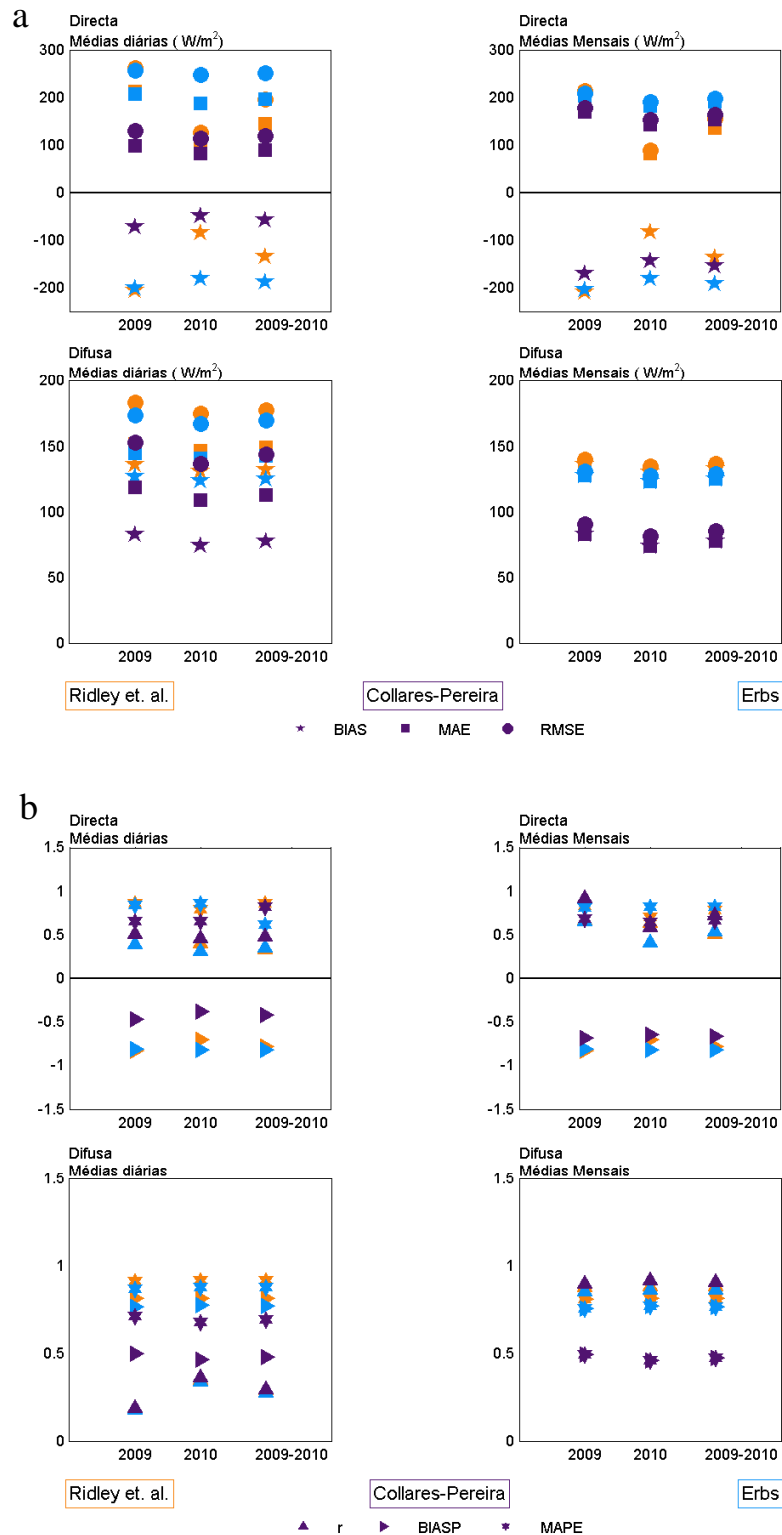 a
Directa
Médias diárias ( W/m²)
300
200
100
0
-100
-200
2009 2010 2009-2010
Directa
Médias Mensais ( W/m²)
300
200
100
0
-100
-200
2009 2010 2009-2010
Difusa
Médias diárias ( W/m²)
200
150
100
50
0
2009 2010 2009-2010
Difusa
Médias Mensais ( W/m²)
200
150
100
50
0
2009 2010 2009-2010
Ridley et. al. Collares-Pereira Erbs
BIAS MAE RMSE
b
Directa
Médias diárias
1.5
1
0.5
0
-0.5
-1
-1.5
2009 2010 2009-2010
Directa
Médias Mensais
1.5
1
0.5
0
-0.5
-1
-1.5
2009 2010 2009-2010
Difusa
Médias diárias
1.5
1
0.5
0
2009 2010 2009-2010
Difusa
Médias Mensais
1.5
1
0.5
0
2009 2010 2009-2010
Ridley et. al. Collares-Pereira Erbs
r BIASP MAPE